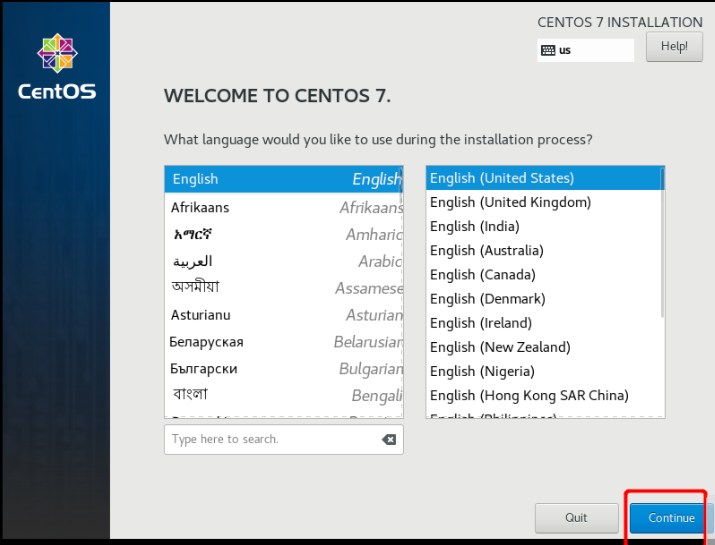 CENTOS 7 INSTALLATION
us
Help!
CentOS
WELCOME TO CENTOS 7.
What language would you like to use during the installation process?
English English
Afrikaans Afrikaans
አማርኛ Amharic
العربية Arabic
অসমীয়া Assamese
Asturianu Asturian
Беларуская Belarusian
Български Bulgarian
বাংলা Bengali
English (United States)
English (United Kingdom)
English (India)
English (Australia)
English (Canada)
English (Denmark)
English (Ireland)
English (New Zealand)
English (Nigeria)
English (Hong Kong SAR China)
English (Philippines)
Type here to search.
Quit
Continue